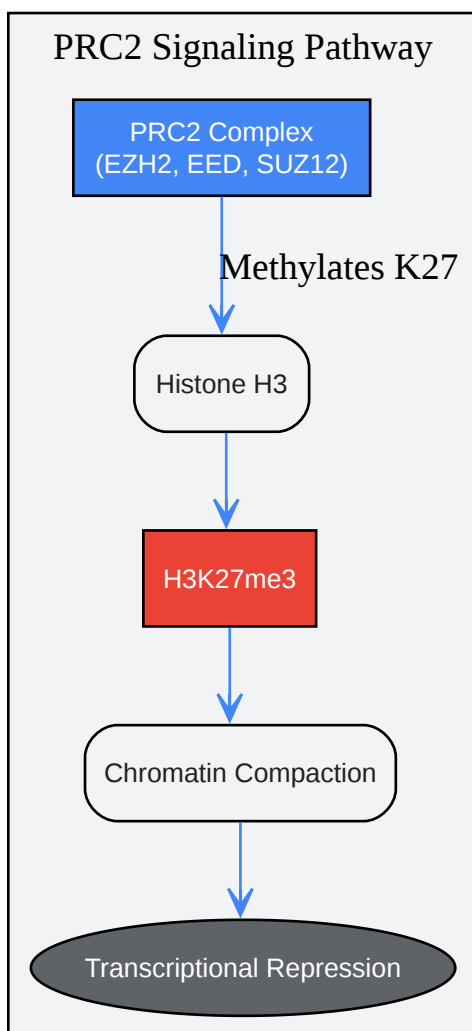 PRC2 Signaling Pathway
PRC2 Complex
(EZH2, EED, SUZ12)
Methylates K27
Histone H3
H3K27me3
Chromatin Compaction
Transcriptional Repression